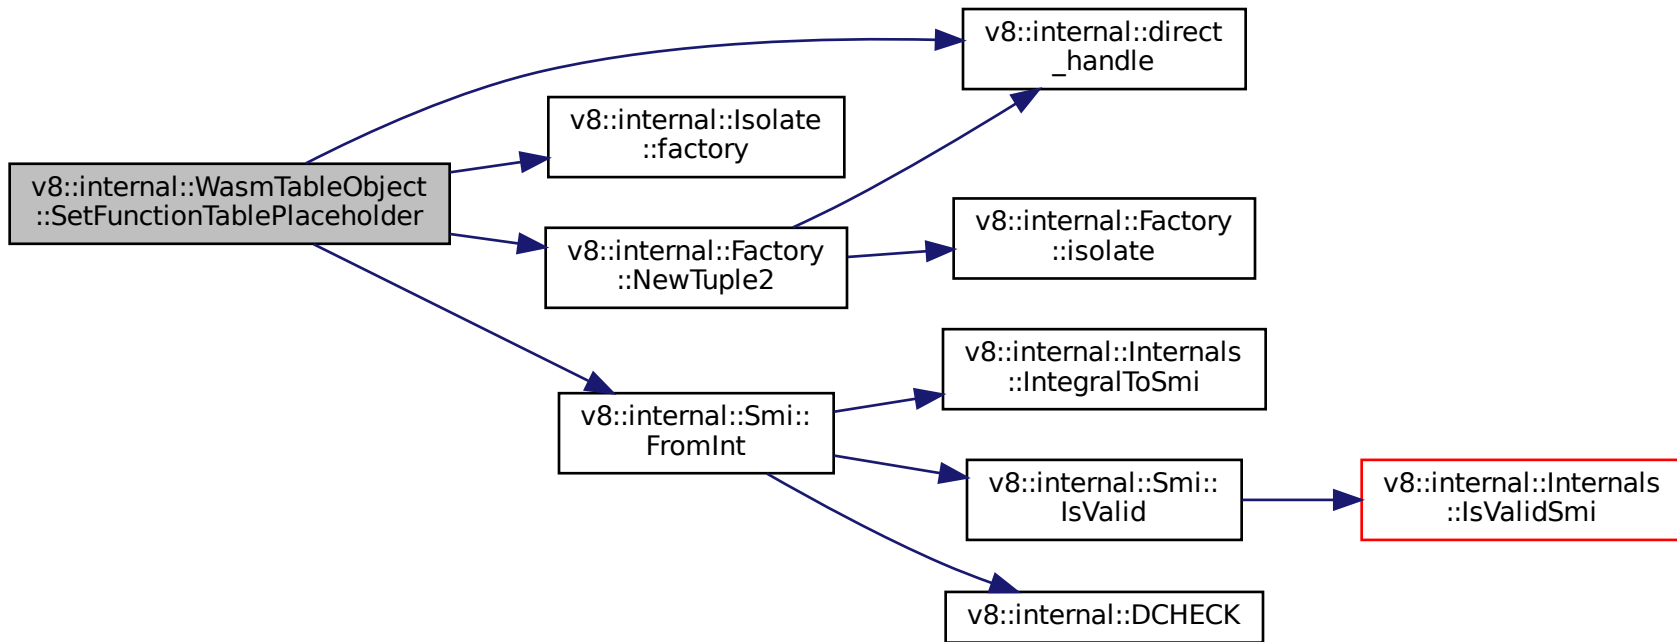 v8::internal::WasmTableObject
::SetFunctionTablePlaceholder
v8::internal::direct
_handle
v8::internal::Isolate
::factory
v8::internal::Factory
::NewTuple2
v8::internal::Factory
::isolate
v8::internal::Smi::
FromInt
v8::internal::Internals
::IntegralToSmi
v8::internal::Smi::
IsValid
v8::internal::Internals
::IsValidSmi
v8::internal::DCHECK